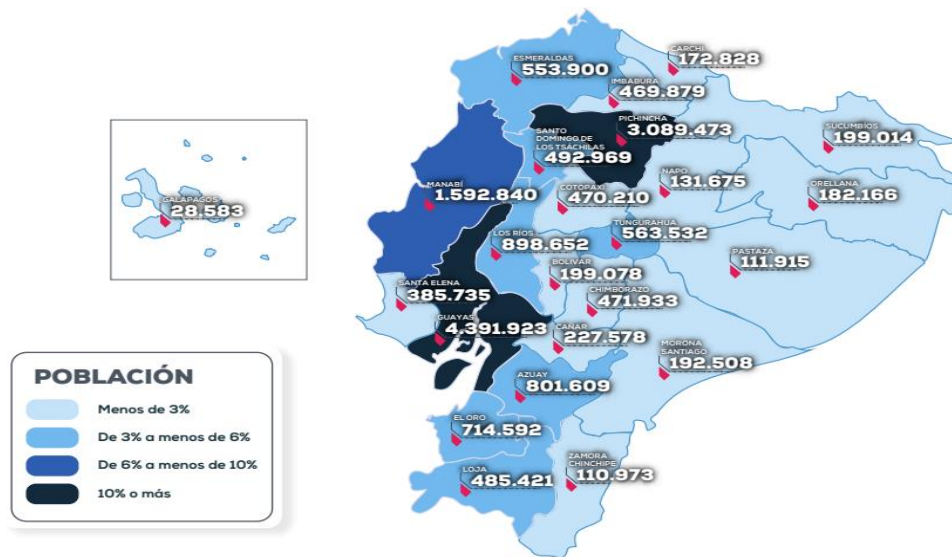 CARCHI
172.828
ESMERALDAS
553.900
IMBABURA
469.879
PICHINCHA
3.089.473
SUCUMBÍOS
199.014
SANTO
DOMINGO DE
LOS TSÁCHILAS
492.969
NAPO
131.675
ORELLANA
182.166
MANABÍ
1.592.840
COTOPAXI
470.210
GALÁPAGOS
28.583
TUNGURAHUA
563.532
LOS RÍOS
898.652
PASTAZA
111.915
BOLÍVAR
199.078
SANTA ELENA
385.735
CHIMBORAZO
471.933
GUAYAS
4.391.923
CAÑAR
227.578
MORONA
SANTIAGO
192.508
AZUAY
801.609
EL ORO
714.592
LOJA
485.421
ZAMORA
CHINCHIPE
110.973
POBLACIÓN
Menos de 3%
De 3% a menos de 6%
De 6% a menos de 10%
10% o más